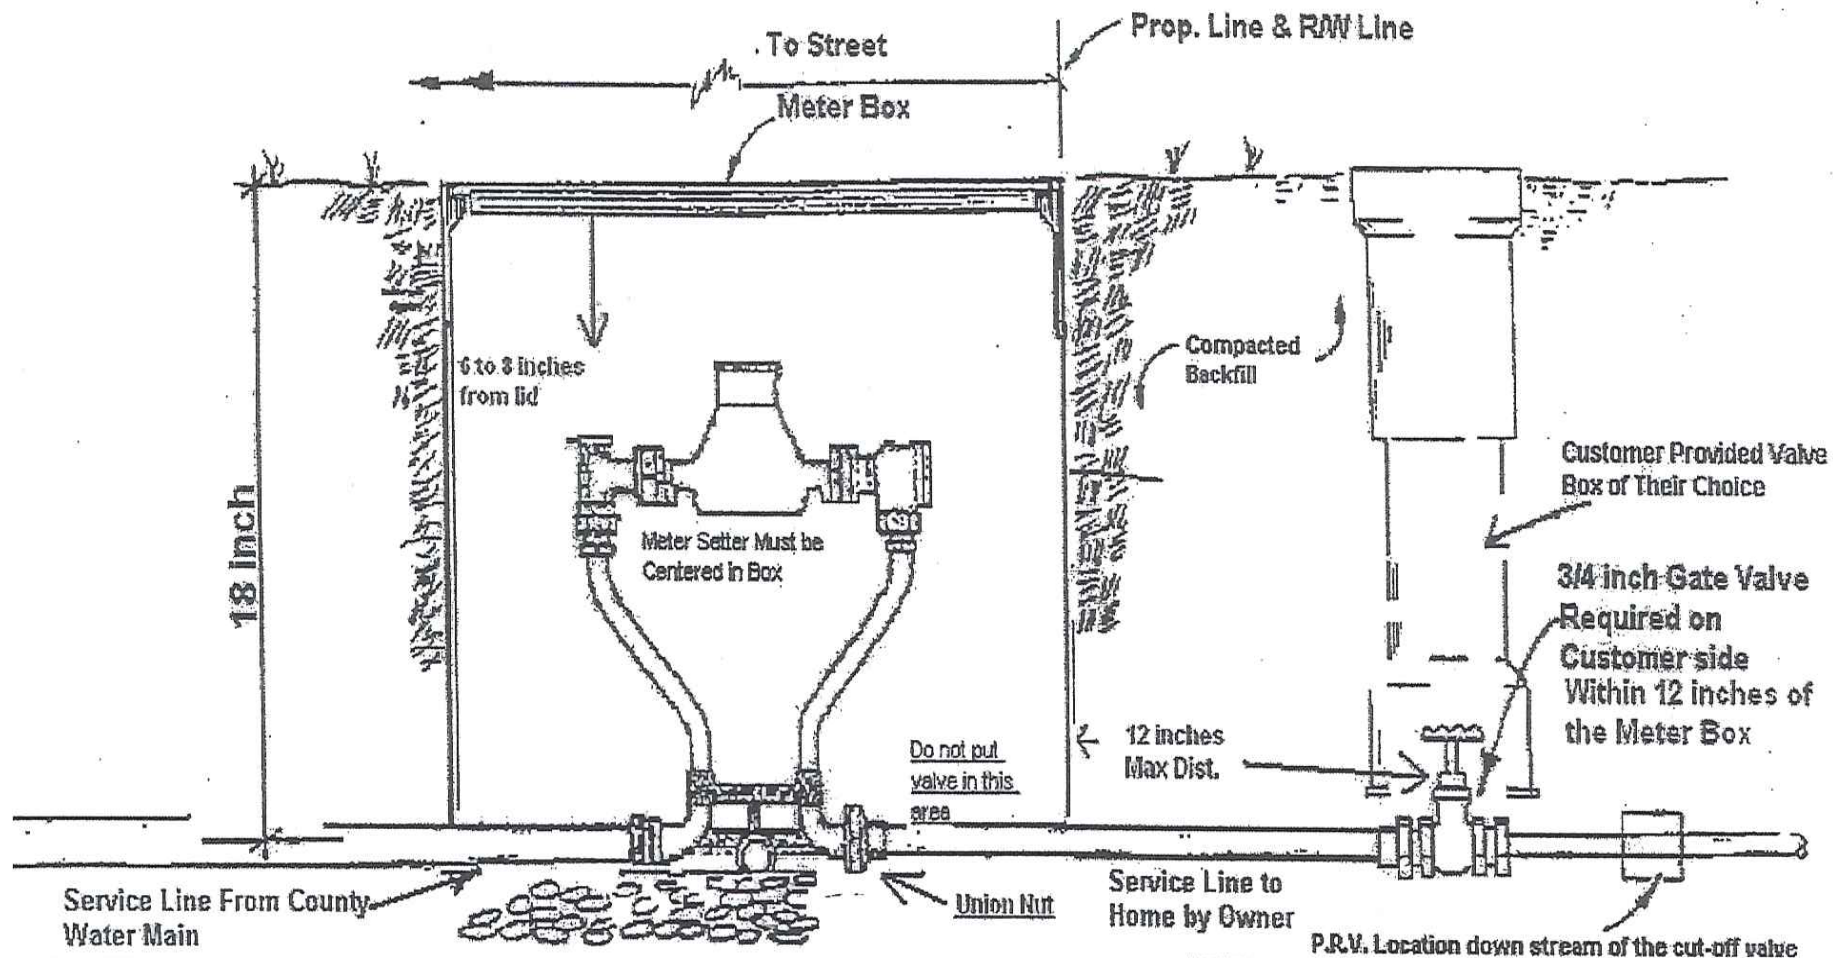 To Street
Prop. Line & R/W Line
Meter Box
6 to 8 inches
from lid
Compacted
Backfill
18 inch
Meter Setter Must be
Centered in Box
Customer Provided Valve
Box of Their Choice
3/4 inch Gate Valve
Required on
Customer side
Within 12 inches of
the Meter Box
12 inches
Max Dist.
Do not put
valve in this
area
Service Line From County
Water Main
Union Nut
Service Line to
Home by Owner
P.R.V. Location down stream of the cut-off valve